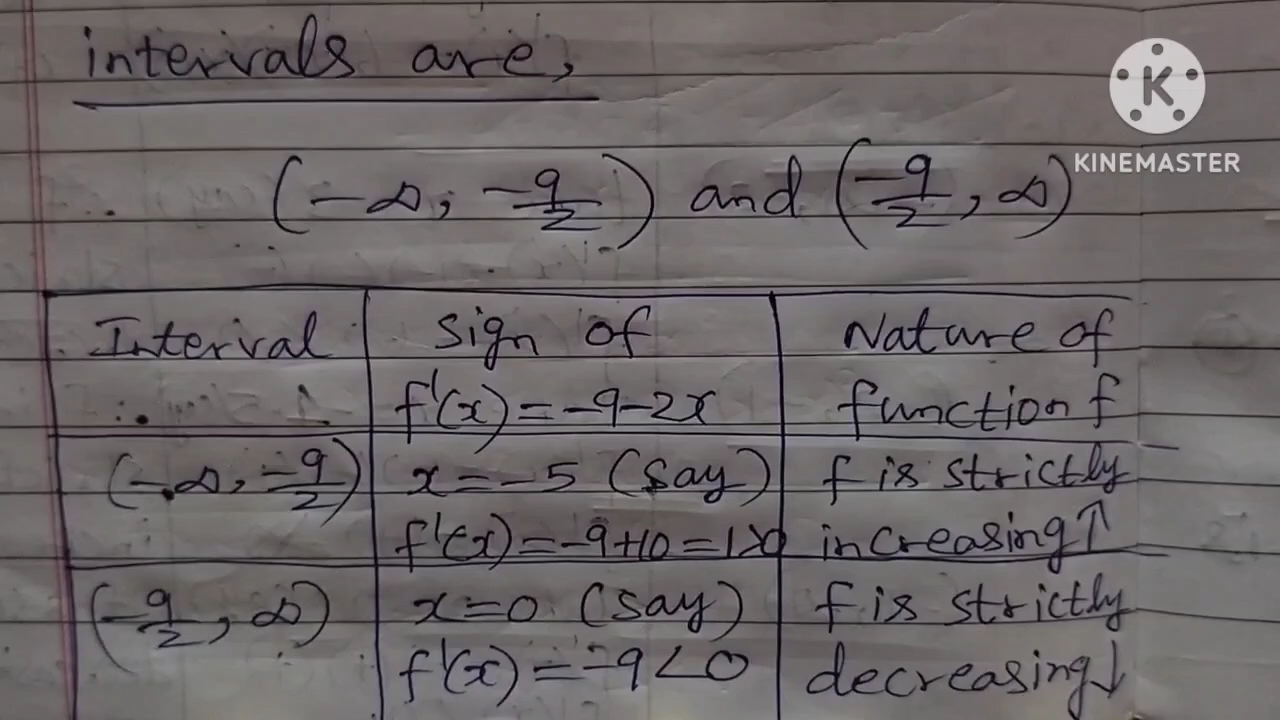 intervals are,
K
KINEMASTER
(-∞, -9/2) and (-9/2, ∞)
Interval | Sign of | Nature of
f'(x) = -9-2x | function f
(-∞, -9/2) | x = -5 (say) | f is strictly
f'(x) = -9+10 = 1>0 | increasing↑
(-9/2, ∞) | x = 0 (say) | f is strictly
f'(x) = -9 < 0 | decreasing↓